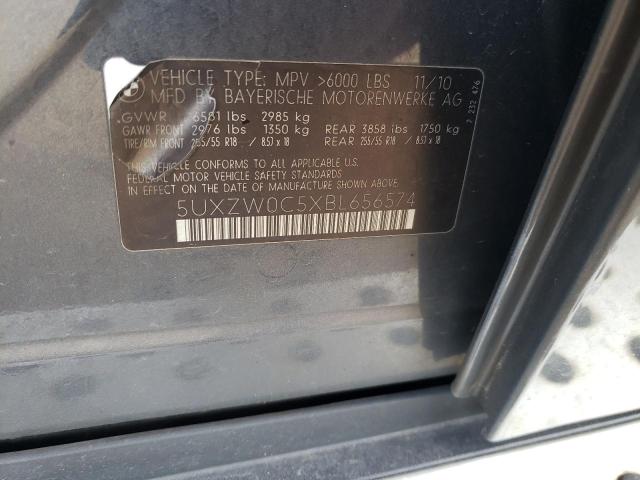 VEHICLE TYPE: MPV >6000 LBS 11/10
MFD BY BAYERISCHE MOTORENWERKE AG
GVWR 6581 lbs 2985 kg
GAWR FRONT 2976 lbs 1350 kg REAR 3858 lbs 1750 kg
TIRE/RIM FRONT 255/55 R18 / 8.5J x 18 REAR 255/55 R18 / 8.5J x 18
THIS VEHICLE CONFORMS TO ALL APPLICABLE U.S.
FEDERAL MOTOR VEHICLE SAFETY STANDARDS
IN EFFECT ON THE DATE OF MANUFACTURE SHOWN ABOVE.
5UXZW0C5XBL656574
7 232 476